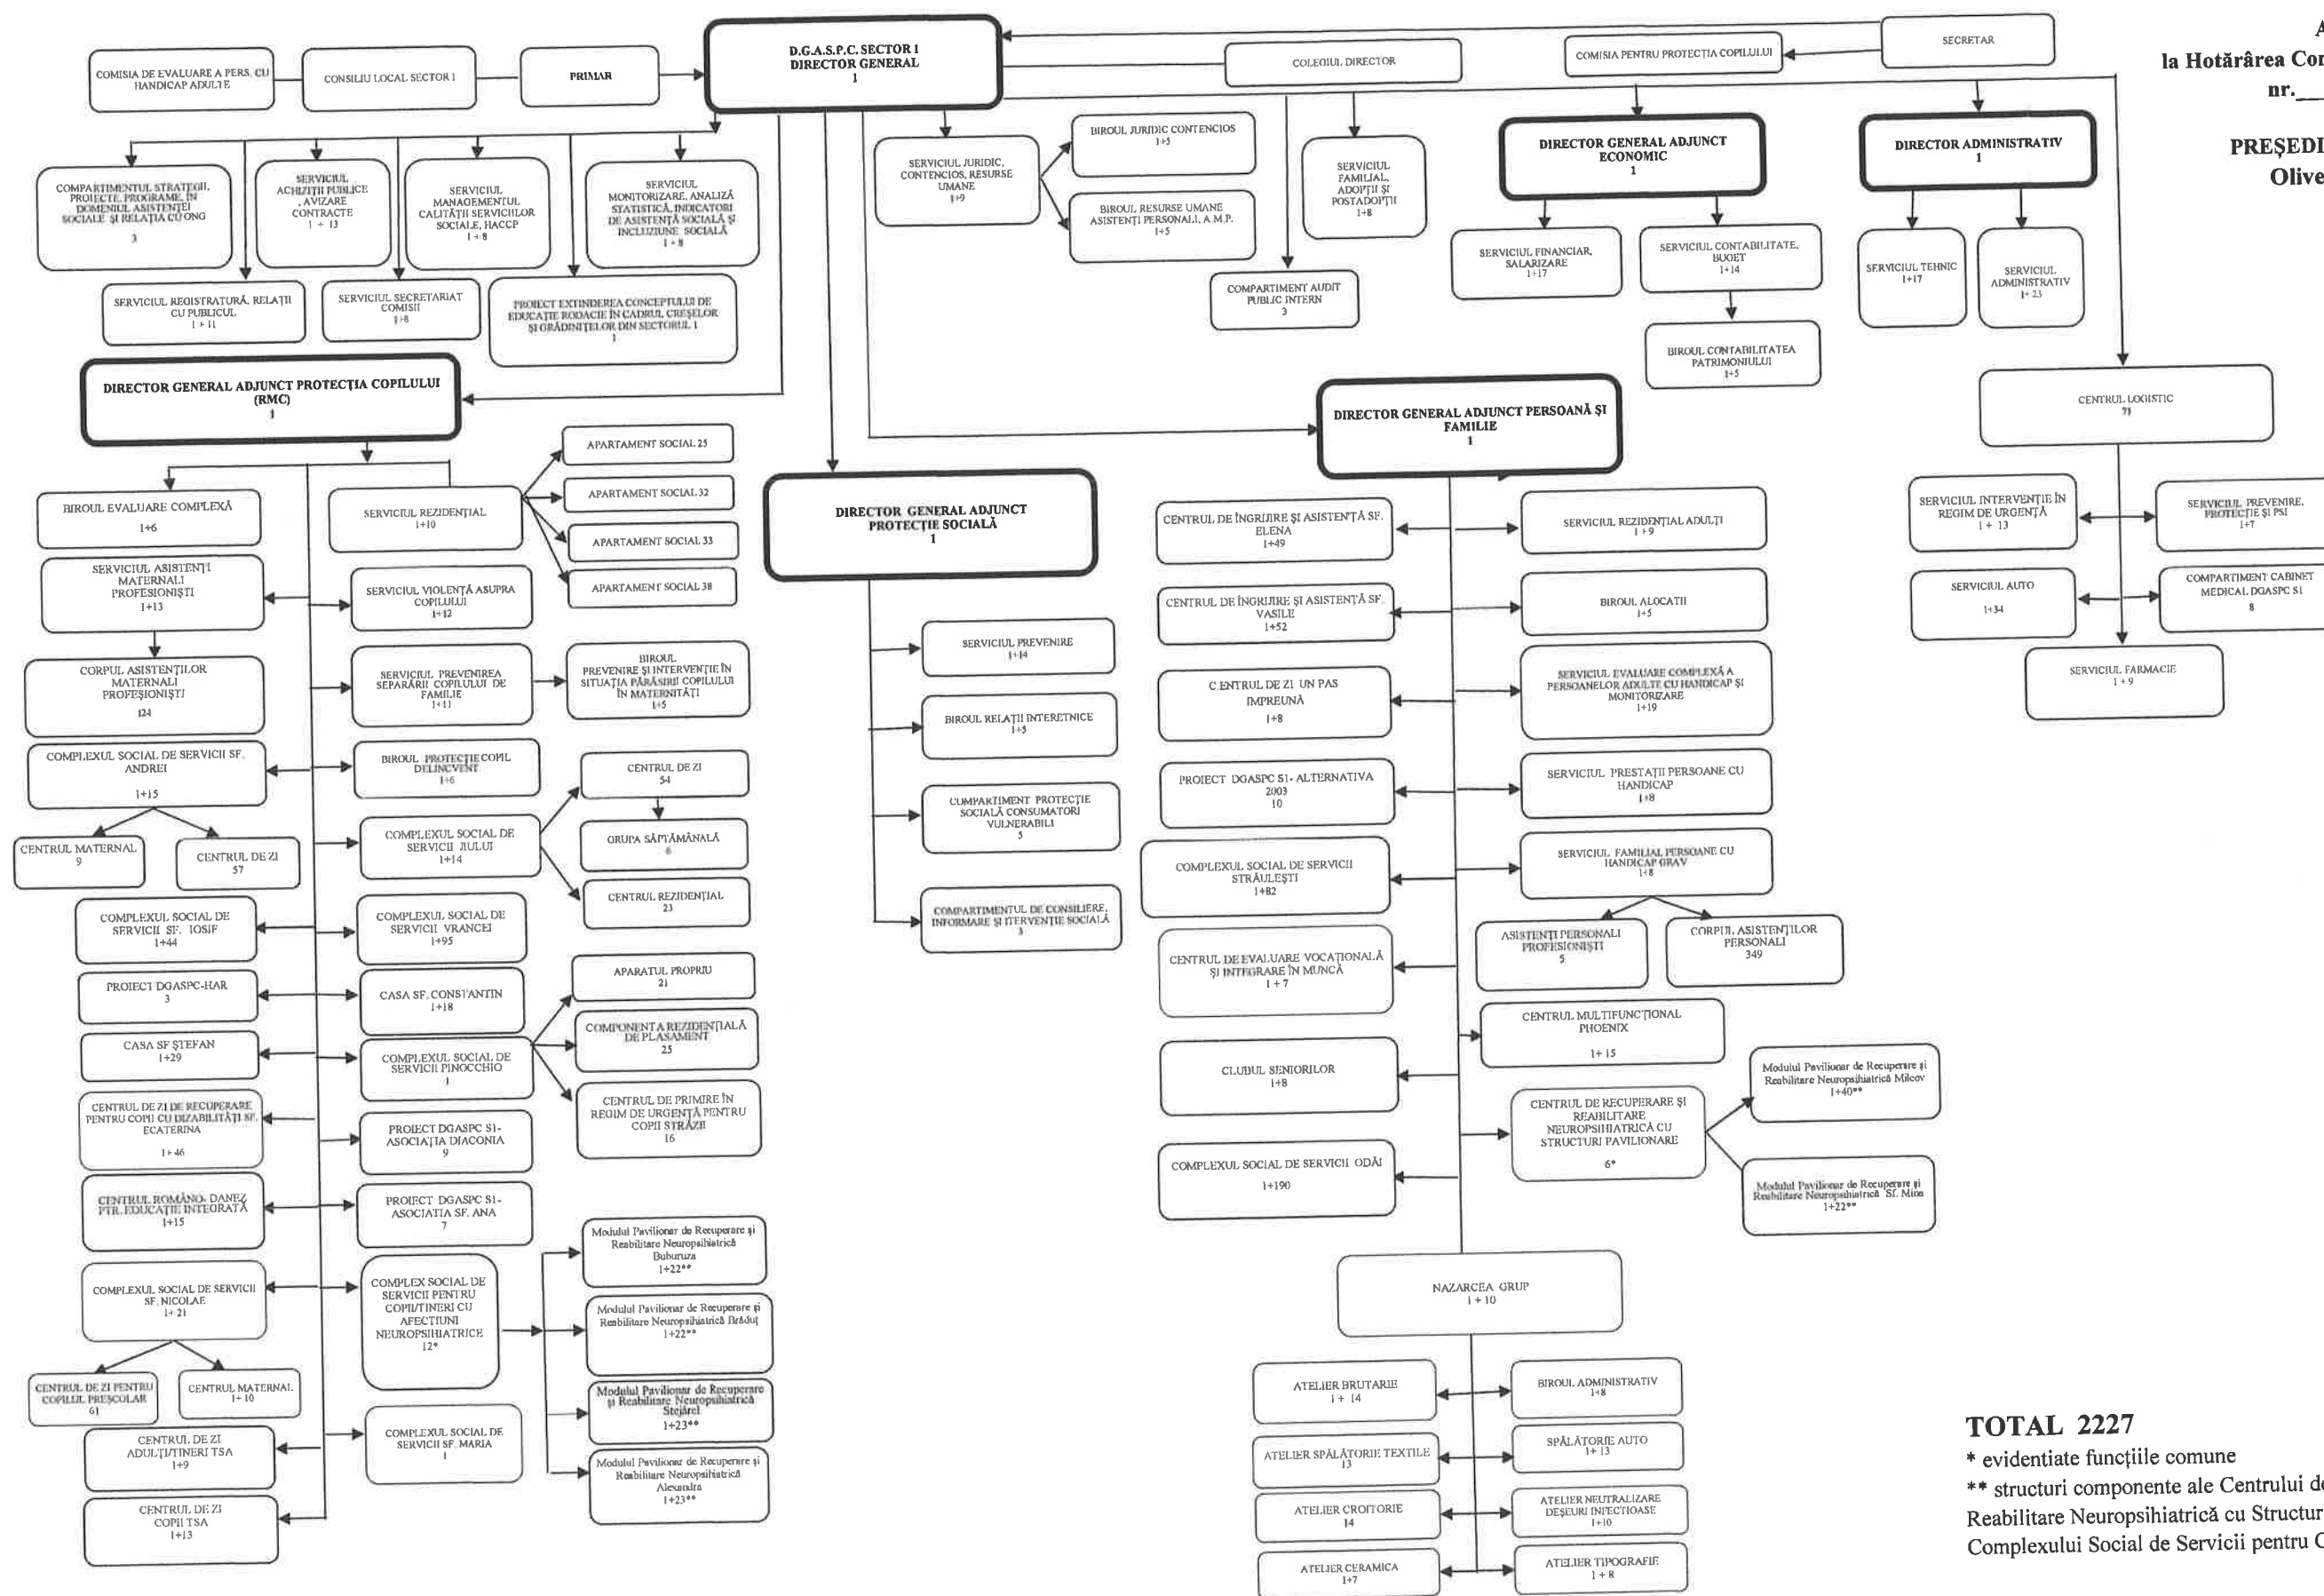 COMISIA DE EVALUARE A PERS. CU
HANDICAP ADULTE
CONSILIU LOCAL SECTOR 1
PRIMAR
D.G.A.S.P.C. SECTOR 1
DIRECTOR GENERAL
1
COLEGIUL DIRECTOR
COMISIA PENTRU PROTECȚIA COPILULUI
SECRETAR
A
la Hotărârea Con
nr.___
PREȘEDI
Olive
COMPARTIMENTUL STRATEGII,
PROIECTE, PROGRAME, ÎN
DOMENIUL ASISTENȚEI
SOCIALE ȘI RELAȚIA CU ONG
3
SERVICIUL
ACHIZIȚII PUBLICE
, AVIZARE
CONTRACTE
1 + 13
SERVICIUL
MANAGEMENTUL
CALITĂȚII SERVICIILOR
SOCIALE, HACCP
1+8
SERVICIUL
MONITORIZARE, ANALIZĂ
STATISTICĂ, INDICATORI
DE ASISTENȚĂ SOCIALĂ ȘI
INCLUZIUNE SOCIALĂ
1 + 8
SERVICIUL REGISTRATURĂ, RELAȚII
CU PUBLICUL
1 + 11
SERVICIUL SECRETARIAT
COMISII
1+8
PROIECT EXTINDEREA CONCEPTULUI DE
EDUCAȚIE RODACIE ÎN CADRUL CREȘELOR
ȘI GRĂDINIȚELOR DIN SECTORUL 1
1
SERVICIUL JURIDIC,
CONTENCIOS, RESURSE
UMANE
1+9
BIROUL JURIDIC CONTENCIOS
1+5
BIROUL RESURSE UMANE
ASISTENȚI PERSONALI, A.M.P.
1+5
COMPARTIMENT AUDIT
PUBLIC INTERN
3
SERVICIUL
FAMILIAL,
ADOPȚII ȘI
POSTADOPȚII
1+8
DIRECTOR GENERAL ADJUNCT
ECONOMIC
1
SERVICIUL FINANCIAR,
SALARIZARE
1+17
SERVICIUL CONTABILITATE,
BUGET
1+14
BIROUL CONTABILITATEA
PATRIMONIULUI
1+5
DIRECTOR ADMINISTRATIV
1
SERVICIUL TEHNIC
1+17
SERVICIUL
ADMINISTRATIV
1+ 23
DIRECTOR GENERAL ADJUNCT PROTECȚIA COPILULUI
(RMC)
1
BIROUL EVALUARE COMPLEXĂ
1+6
SERVICIUL REZIDENȚIAL
1+10
APARTAMENT SOCIAL 25
APARTAMENT SOCIAL 32
APARTAMENT SOCIAL 33
APARTAMENT SOCIAL 38
SERVICIUL ASISTENȚI
MATERNALI
PROFESIONIȘTI
1+13
SERVICIUL VIOLENȚĂ ASUPRA
COPILULUI
1+12
CORPUL ASISTENȚILOR
MATERNALI
PROFESIONIȘTI
124
SERVICIUL PREVENIREA
SEPARĂRII COPILULUI DE
FAMILIE
1+11
BIROUL
PREVENIRE ȘI INTERVENȚIE ÎN
SITUAȚIA PĂRĂSIRII COPILULUI
ÎN MATERNITĂȚI
1+5
COMPLEXUL SOCIAL DE SERVICII SF.
ANDREI
1+15
BIROUL PROTECȚIE COPIL
DELINCVENT
1+6
CENTRUL MATERNAL
9
CENTRUL DE ZI
57
COMPLEXUL SOCIAL DE
SERVICII JIULUI
1+14
CENTRUL DE ZI
54
GRUPA SĂPTĂMÂNALĂ
6
CENTRUL REZIDENȚIAL
23
COMPLEXUL SOCIAL DE
SERVICII SF. IOSIF
1+44
COMPLEXUL SOCIAL DE
SERVICII VRANCEI
1+95
PROIECT DGASPC-HAR
3
CASA SF. CONSTANTIN
1+18
CASA SF ȘTEFAN
1+29
COMPLEXUL SOCIAL DE
SERVICII PINOCCHIO
1
APARATUL PROPRIU
21
COMPONENTA REZIDENȚIALĂ
DE PLASAMENT
25
CENTRUL DE PRIMIRE ÎN
REGIM DE URGENȚĂ PENTRU
COPII STRĂZII
16
CENTRUL DE ZI DE RECUPERARE
PENTRU COPII CU DIZABILITĂȚI SF.
ECATERINA
1+ 46
PROIECT DGASPC S1-
ASOCIAȚIA DIACONIA
9
CENTRUL ROMÂNO- DANEZ
PTR. EDUCAȚIE INTEGRATĂ
1+15
PROIECT DGASPC S1-
ASOCIATIA SF. ANA
7
COMPLEXUL SOCIAL DE SERVICII
SF. NICOLAE
1+ 21
CENTRUL DE ZI PENTRU
COPILUL PREȘCOLAR
61
CENTRUL MATERNAL
1+ 10
COMPLEX SOCIAL DE
SERVICII PENTRU
COPII/TINERI CU
AFECTIUNI
NEUROPSIHIATRICE
12*
Modulul Pavilionar de Recuperare și
Reabilitare Neuropsihiatrică
Buburuza
1+22**
Modulul Pavilionar de Recuperare și
Reabilitare Neuropsihiatrică Brăduț
1+22**
Modulul Pavilionar de Recuperare
și Reabilitare Neuropsihiatrică
Stejărel
1+23**
Modulul Pavilionar de Recuperare și
Reabilitare Neuropsihiatrică
Alexandra
1+23**
CENTRUL DE ZI
ADULȚI/TINERI TSA
1+9
COMPLEXUL SOCIAL DE
SERVICII SF. MARIA
1
CENTRUL DE ZI
COPII TSA
1+13
DIRECTOR GENERAL ADJUNCT
PROTECȚIE SOCIALĂ
1
SERVICIUL PREVENIRE
1+14
BIROUL RELAȚII INTERETNICE
1+5
COMPARTIMENT PROTECȚIE
SOCIALĂ CONSUMATORI
VULNERABILI
5
COMPARTIMENTUL DE CONSILIERE,
INFORMARE ȘI ITERVENȚIE SOCIALĂ
3
DIRECTOR GENERAL ADJUNCT PERSOANĂ ȘI
FAMILIE
1
CENTRUL DE ÎNGRIJIRE ȘI ASISTENȚĂ SF.
ELENA
1+49
SERVICIUL REZIDENȚIAL ADULȚI
1 +9
CENTRUL DE ÎNGRIJIRE ȘI ASISTENȚĂ SF.
VASILE
1+52
BIROUL ALOCATII
1+5
CENTRUL DE ZI UN PAS
ÎMPREUNĂ
1+8
SERVICIUL EVALUARE COMPLEXĂ A
PERSOANELOR ADULTE CU HANDICAP ȘI
MONITORIZARE
1+19
PROIECT DGASPC S1- ALTERNATIVA
2003
10
SERVICIUL PRESTAȚII PERSOANE CU
HANDICAP
1+8
COMPLEXUL SOCIAL DE SERVICII
STRĂULEȘTI
1+82
SERVICIUL FAMILIAL PERSOANE CU
HANDICAP GRAV
1+8
ASISTENȚI PERSONALI
PROFESIONIȘTI
5
CORPUL ASISTENȚILOR
PERSONALI
349
CENTRUL DE EVALUARE VOCAȚIONALĂ
ȘI INTEGRARE ÎN MUNCĂ
1 + 7
CENTRUL MULTIFUNCȚIONAL
PHOENIX
1+ 15
CLUBUL SENIORILOR
1+8
CENTRUL DE RECUPERARE ȘI
REABILITARE
NEUROPSIHIATRICĂ CU
STRUCTURI PAVILIONARE
6*
Modulul Pavilionar de Recuperare și
Reabilitare Neuropsihiatrică Milcov
1+40**
Modulul Pavilionar de Recuperare și
Reabilitare Neuropsihiatrică Sf. Mina
1+22**
COMPLEXUL SOCIAL DE SERVICII ODĂI
1+190
NAZARCEA GRUP
1 + 10
ATELIER BRUTARIE
1 + 14
BIROUL ADMINISTRATIV
1+8
ATELIER SPĂLĂTORIE TEXTILE
13
SPĂLĂTORIE AUTO
1+ 13
ATELIER CROITORIE
14
ATELIER NEUTRALIZARE
DEȘEURI INFECTIOASE
1+10
ATELIER CERAMICA
1+7
ATELIER TIPOGRAFIE
1 + 8
CENTRUL LOGISTIC
SERVICIUL INTERVENȚIE ÎN
REGIM DE URGENȚĂ
1 + 13
SERVICIUL PREVENIRE,
PROTECȚIE ȘI PSI
1+7
SERVICIUL AUTO
1+34
COMPARTIMENT CABINET
MEDICAL DGASPC S1
8
SERVICIUL FARMACIE
1 + 9
TOTAL 2227
* evidentiate funcțiile comune
** structuri componente ale Centrului de
Reabilitare Neuropsihiatrică cu Structur
Complexului Social de Servicii pentru C